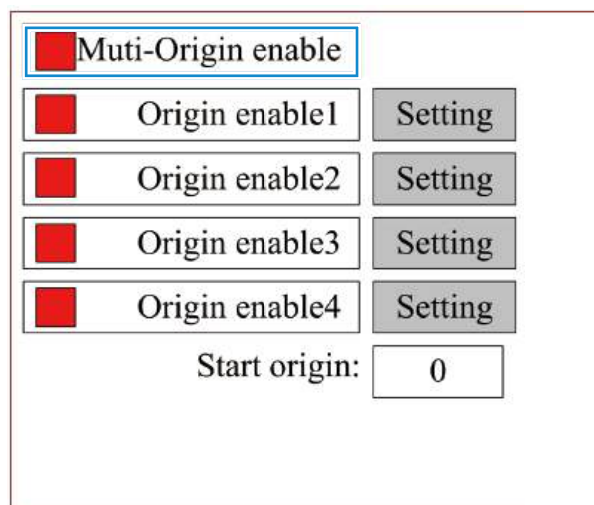 Muti-Origin enable
Origin enable1 Setting
Origin enable2 Setting
Origin enable3 Setting
Origin enable4 Setting
Start origin: 0